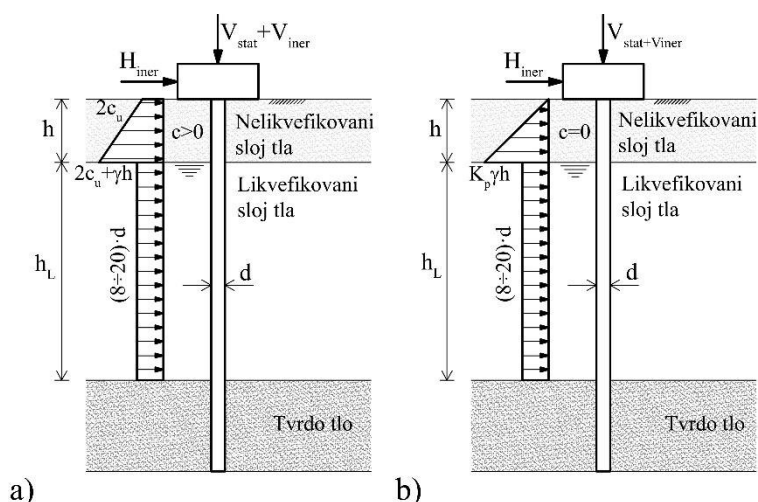 V_stat+V_iner
H_iner
2c_u
h
c>0
Nelikvefikovani
sloj tla
2c_u+γh
Likvefikovani
sloj tla
h_L
(8÷20)·d
d
Tvrdo tlo
a)
V_stat+Viner
H_iner
h
c=0
Nelikvefikovani
sloj tla
K_pγh
Likvefikovani
sloj tla
h_L
(8÷20)·d
d
Tvrdo tlo
b)